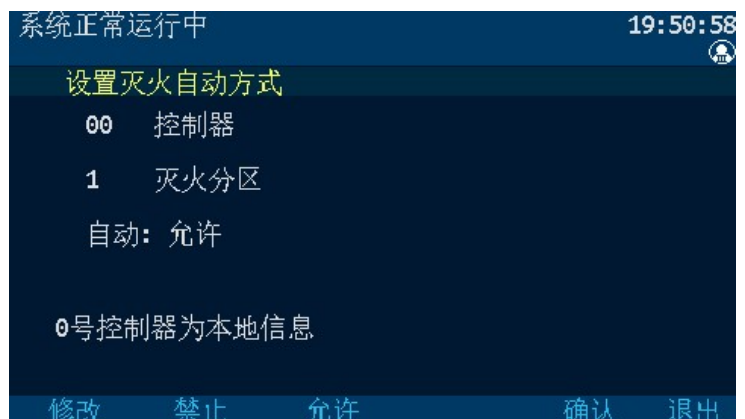 系统正常运行中 19:50:58
设置灭火自动方式
00 控制器
1 灭火分区
自动: 允许
0号控制器为本地信息
修改 禁止 允许 确认 退出